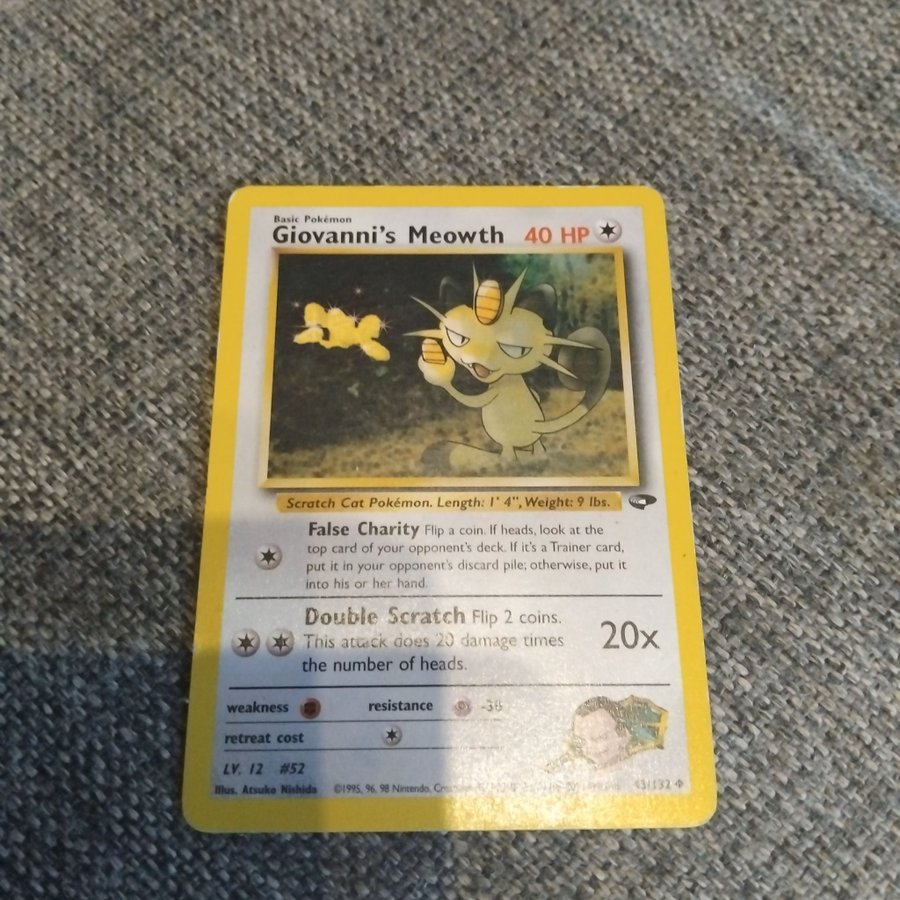 Basic Pokémon
Giovanni's Meowth 40 HP
Scratch Cat Pokémon. Length: 1' 4", Weight: 9 lbs.
False Charity Flip a coin. If heads, look at the
top card of your opponent's deck. If it's a Trainer card,
put it in your opponent's discard pile; otherwise, put it
into his or her hand.
Double Scratch Flip 2 coins.
This attack does 20 damage times
the number of heads.
20x
weakness resistance
retreat cost
LV. 12 #52
Illus. Atsuko Nishida ©1995, 96, 98 Nintendo,